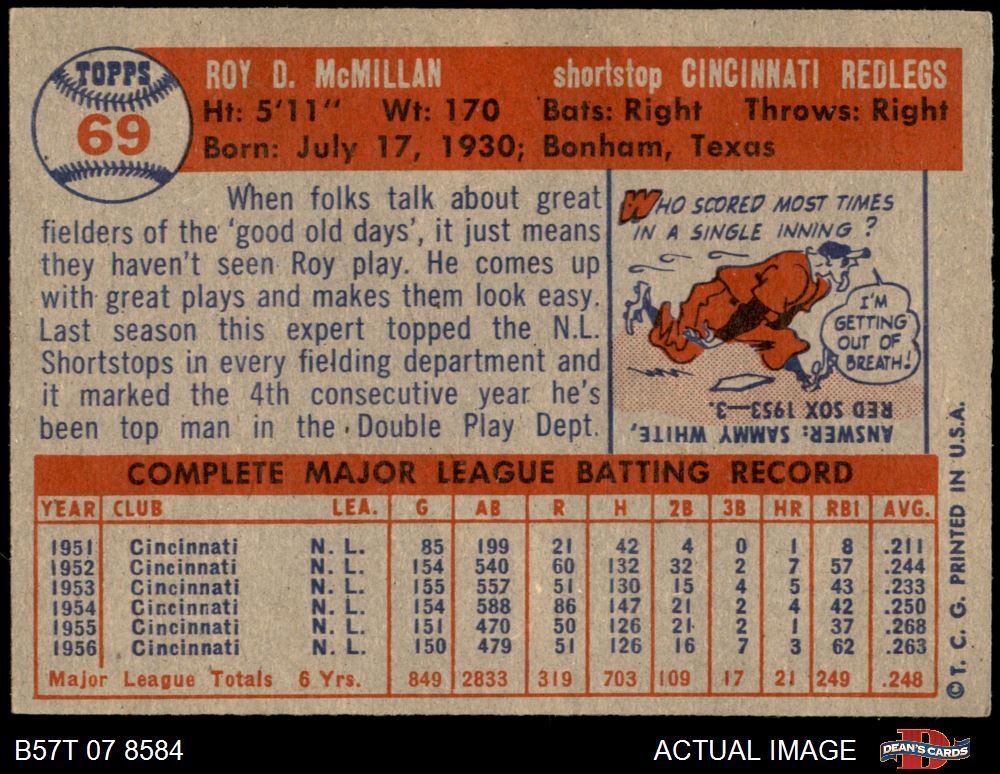 TOPPS
69
ROY D. McMILLAN shortstop CINCINNATI REDLEGS
Ht: 5'11" Wt: 170 Bats: Right Throws: Right
Born: July 17, 1930; Bonham, Texas
When folks talk about great
fielders of the 'good old days', it just means
they haven't seen Roy play. He comes up
with great plays and makes them look easy.
Last season this expert topped the N.L.
Shortstops in every fielding department and
it marked the 4th consecutive year he's
been top man in the Double Play Dept.
WHO SCORED MOST TIMES
IN A SINGLE INNING?
I'M
GETTING
OUT OF
BREATH!
ANSWER: SAMMY WHITE,
RED SOX 1953—3.
COMPLETE MAJOR LEAGUE BATTING RECORD
YEAR CLUB LEA. G AB R H 2B 3B HR RBI AVG.
1951 Cincinnati N. L. 85 199 21 42 4 0 1 8 .211
1952 Cincinnati N. L. 154 540 60 132 32 2 7 57 .244
1953 Cincinnati N. L. 155 557 51 130 15 4 5 43 .233
1954 Cincinnati N. L. 154 588 86 147 21 2 4 42 .250
1955 Cincinnati N. L. 151 470 50 126 21 2 1 37 .268
1956 Cincinnati N. L. 150 479 51 126 16 7 3 62 .263
Major League Totals 6 Yrs. 849 2833 319 703 109 17 21 249 .248
© T. C. G. PRINTED IN U.S.A.
B57T 07 8584 ACTUAL IMAGE
DEAN'S CARDS